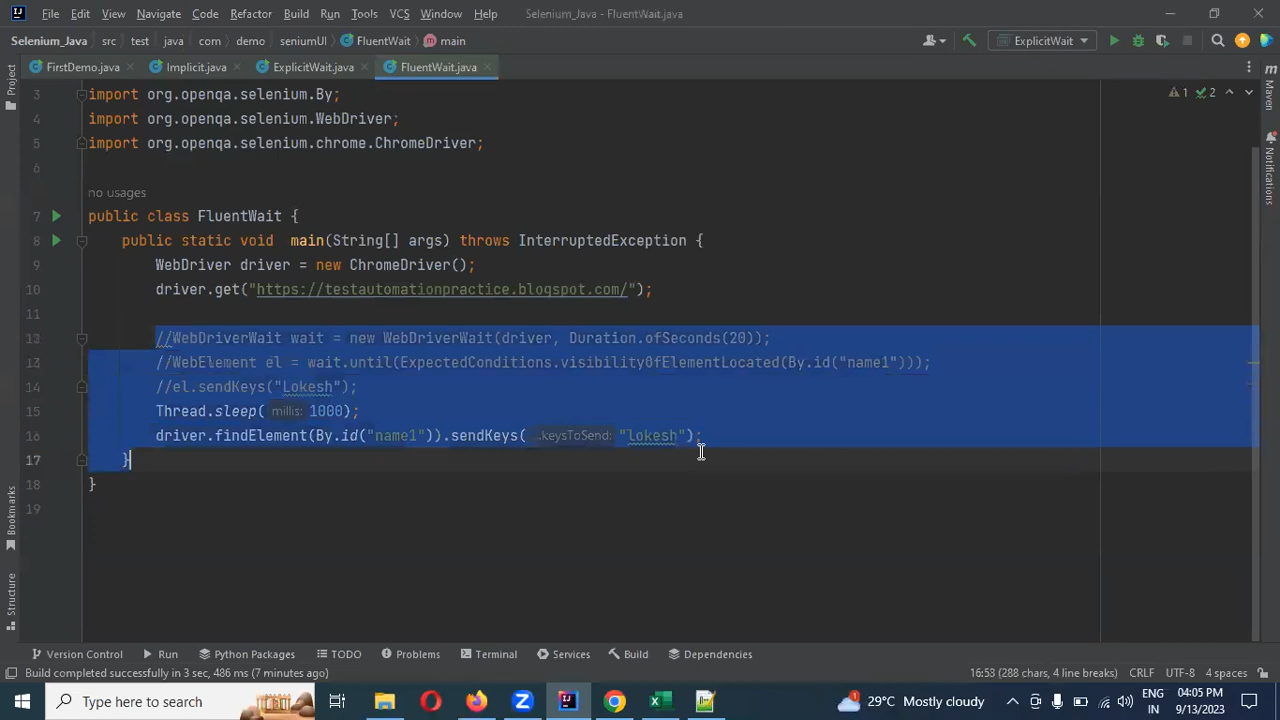 File Edit View Navigate Code Refactor Build Run Tools VCS Window Help Selenium_Java - FluentWait.java
Selenium_Java src test java com demo seniumUI FluentWait main ExplicitWait
FirstDemo.java Implicit.java ExplicitWait.java FluentWait.java
Project
Maven
Notifications
Bookmarks
Structure
1 2
3 import org.openqa.selenium.By;
4 import org.openqa.selenium.WebDriver;
5 import org.openqa.selenium.chrome.ChromeDriver;
6
no usages
7 public class FluentWait {
8 public static void main(String[] args) throws InterruptedException {
9 WebDriver driver = new ChromeDriver();
10 driver.get("https://testautomationpractice.blogspot.com/");
11
12 //WebDriverWait wait = new WebDriverWait(driver, Duration.ofSeconds(20));
13 //WebElement el = wait.until(ExpectedConditions.visibilityOfElementLocated(By.id("name1")));
14 //el.sendKeys("Lokesh");
15 Thread.sleep( millis: 1000);
16 driver.findElement(By.id("name1")).sendKeys( ...keysToSend: "lokesh");
17 }
18 }
19
Version Control Run Python Packages TODO Problems Terminal Services Build Dependencies
Build completed successfully in 3 sec, 486 ms (7 minutes ago) 16:53 (288 chars, 4 line breaks) CRLF UTF-8 4 spaces
Type here to search 29°C Mostly cloudy ENG IN 04:05 PM 9/13/2023